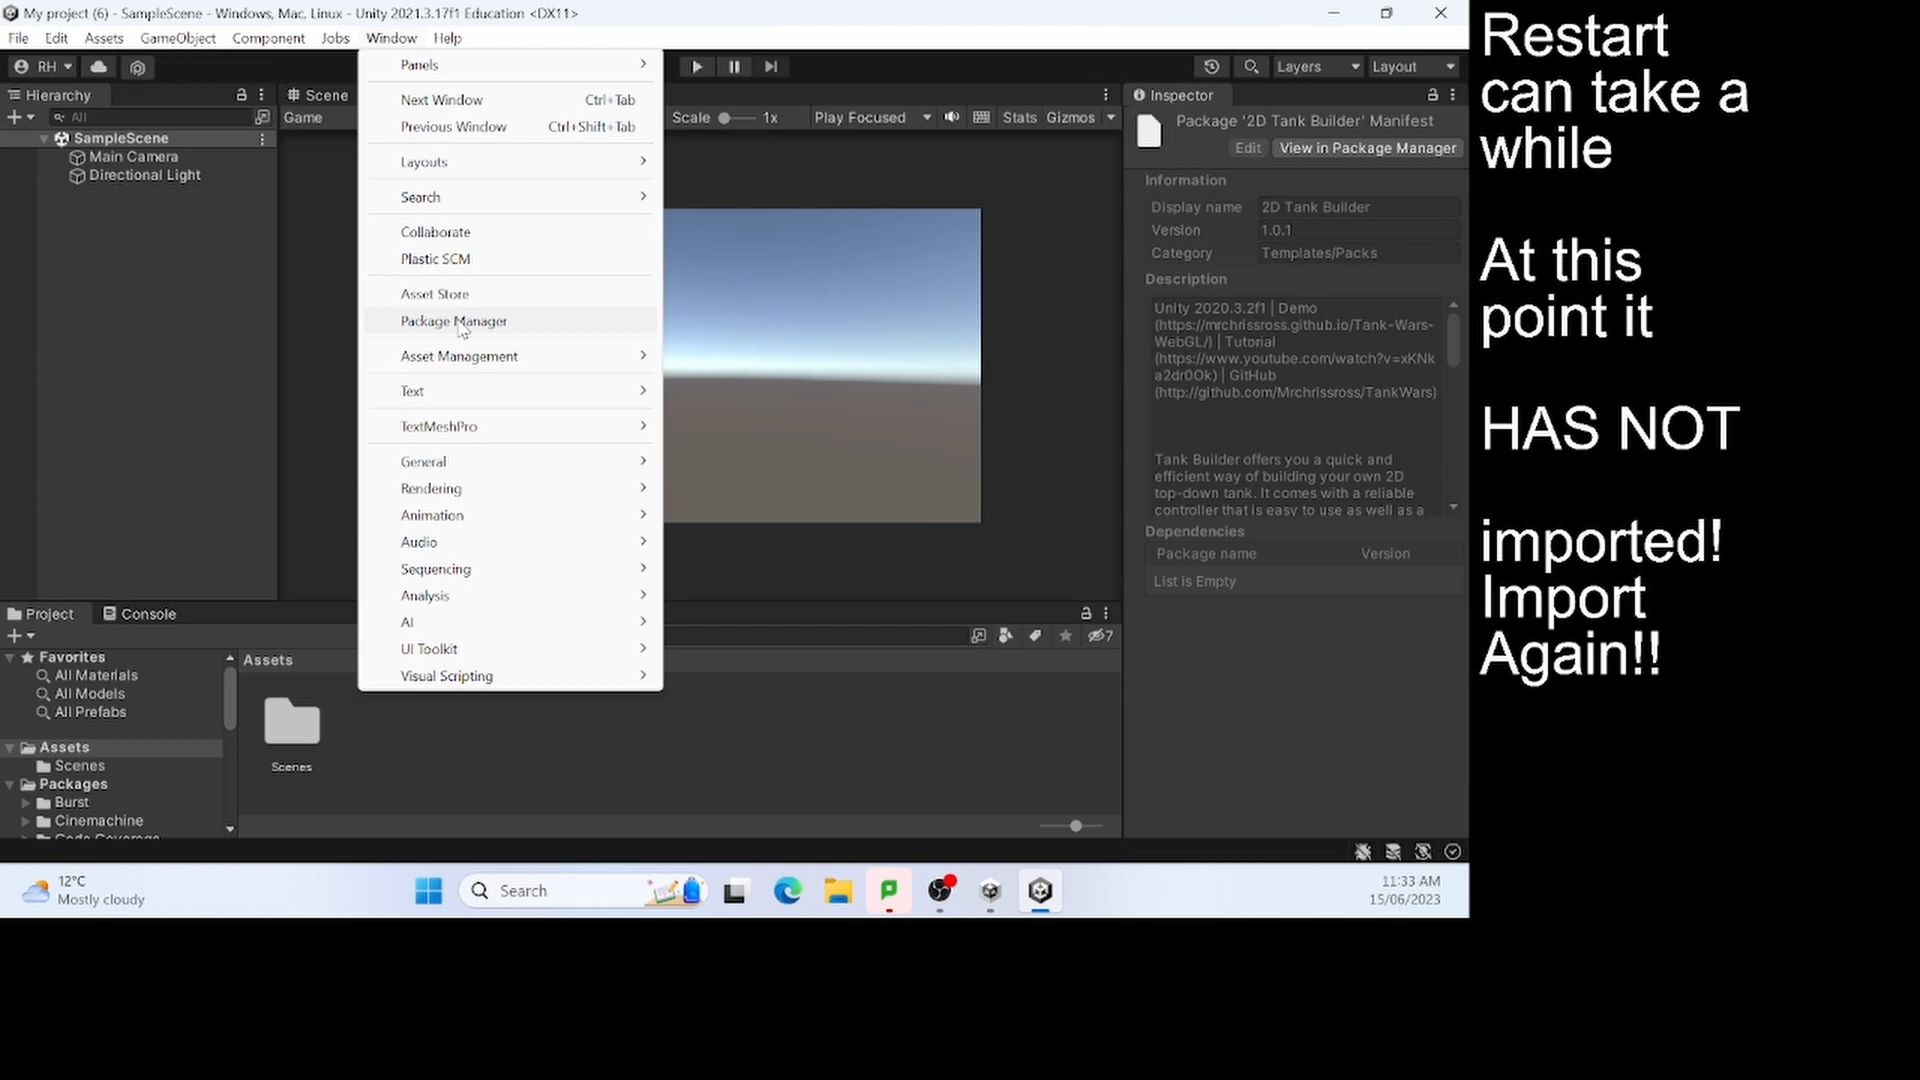 My project (6) - SampleScene - Windows, Mac, Linux - Unity 2021.3.17f1 Education <DX11>
File Edit Assets GameObject Component Jobs Window Help
RH
Layers
Layout
Hierarchy
All
SampleScene
Main Camera
Directional Light
Scene
Game
Scale 1x
Play Focused
Stats Gizmos
Panels
Next Window Ctrl+Tab
Previous Window Ctrl+Shift+Tab
Layouts
Search
Collaborate
Plastic SCM
Asset Store
Package Manager
Asset Management
Text
TextMeshPro
General
Rendering
Animation
Audio
Sequencing
Analysis
AI
UI Toolkit
Visual Scripting
Inspector
Package '2D Tank Builder' Manifest
Edit View in Package Manager
Information
Display name 2D Tank Builder
Version 1.0.1
Category Templates/Packs
Description
Unity 2020.3.2f1 | Demo
(https://mrchrissross.github.io/Tank-Wars-
WebGL/) | Tutorial
(https://www.youtube.com/watch?v=xKNk
a2dr0Ok) | GitHub
(http://github.com/Mrchrissross/TankWars)
Tank Builder offers you a quick and
efficient way of building your own 2D
top-down tank. It comes with a reliable
controller that is easy to use as well as a
Dependencies
Package name Version
List is Empty
Project Console
7
Favorites
All Materials
All Models
All Prefabs
Assets
Scenes
Packages
Burst
Cinemachine
Code Coverage
Assets
Scenes
12°C
Mostly cloudy
Search
11:33 AM
15/06/2023
Restart
can take a
while
At this
point it
HAS NOT
imported!
Import
Again!!